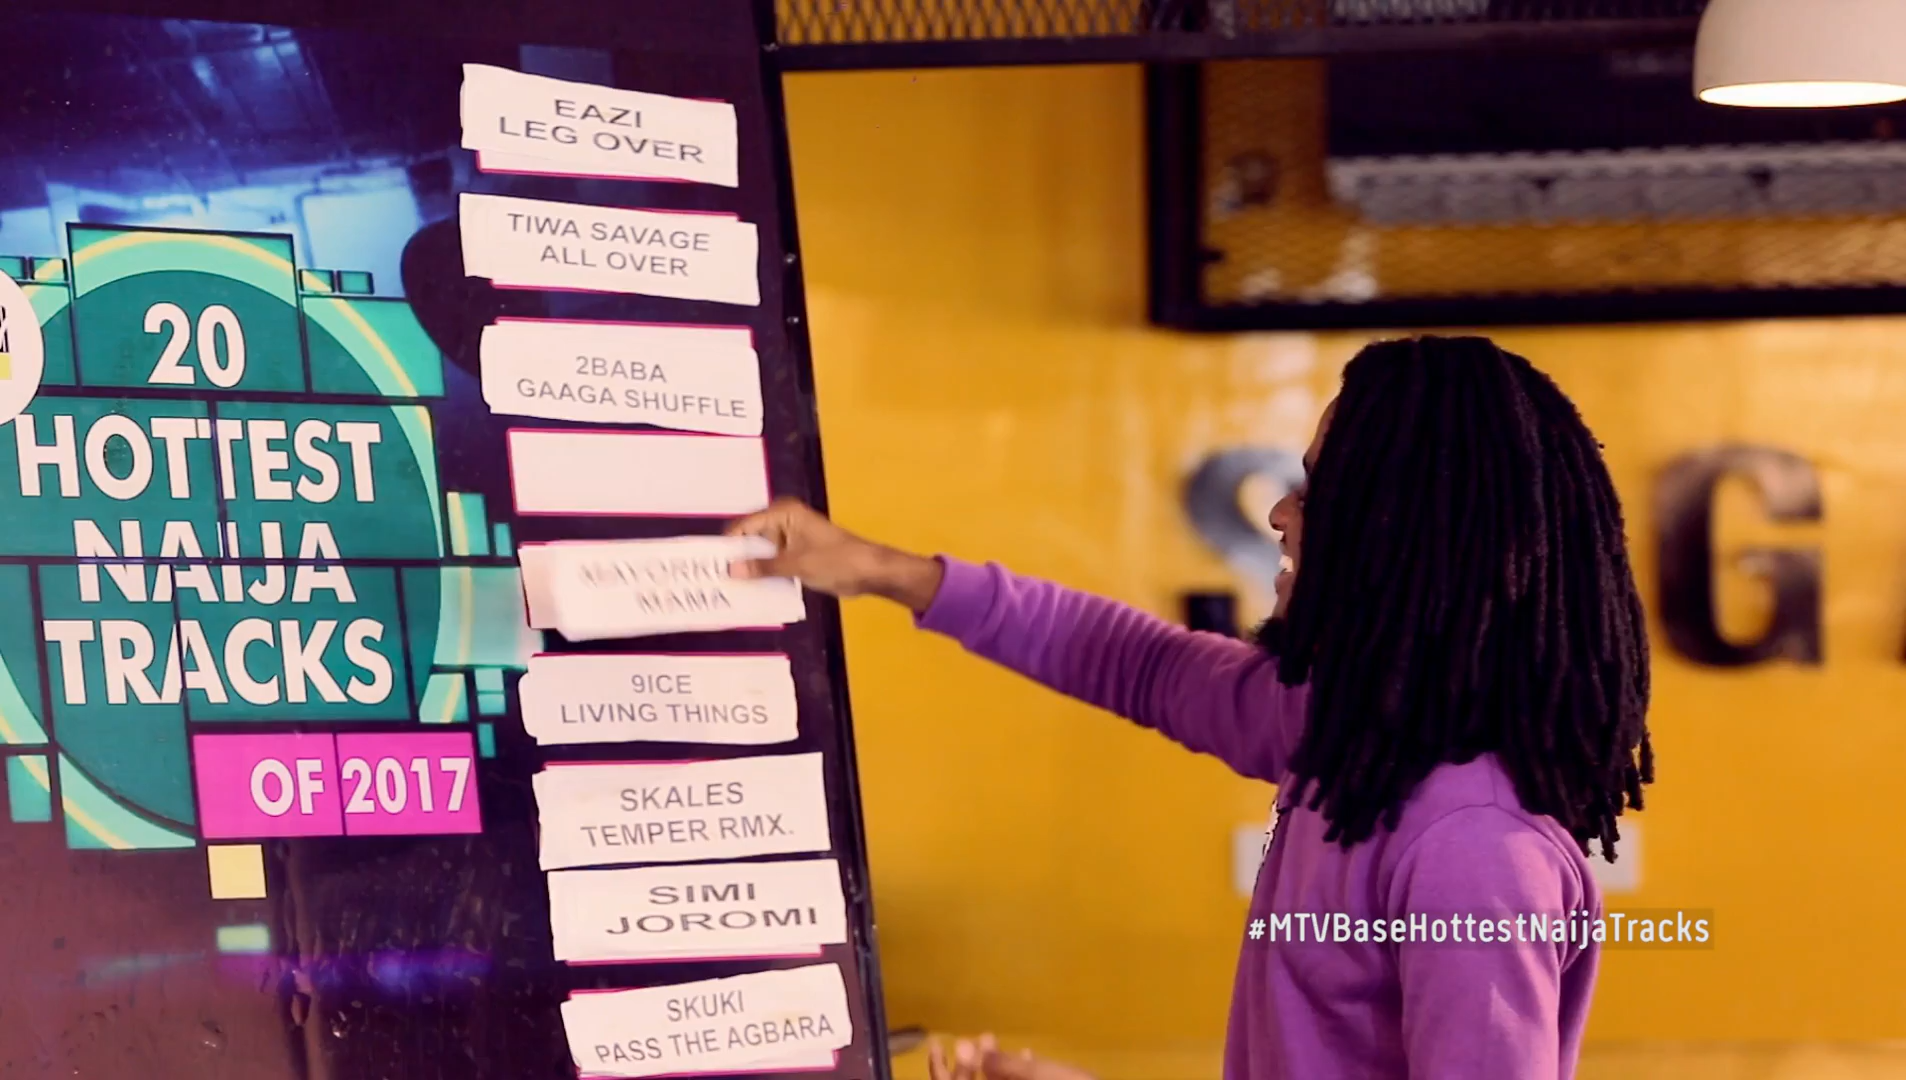 20
HOTTEST
NAIJA
TRACKS
OF 2017
EAZI
LEG OVER
TIWA SAVAGE
ALL OVER
2BABA
GAAGA SHUFFLE
MAMA
9ICE
LIVING THINGS
SKALES
TEMPER RMX.
SIMI
JOROMI
SKUKI
PASS THE AGBARA
S G
#MTVBaseHottestNaijaTracks